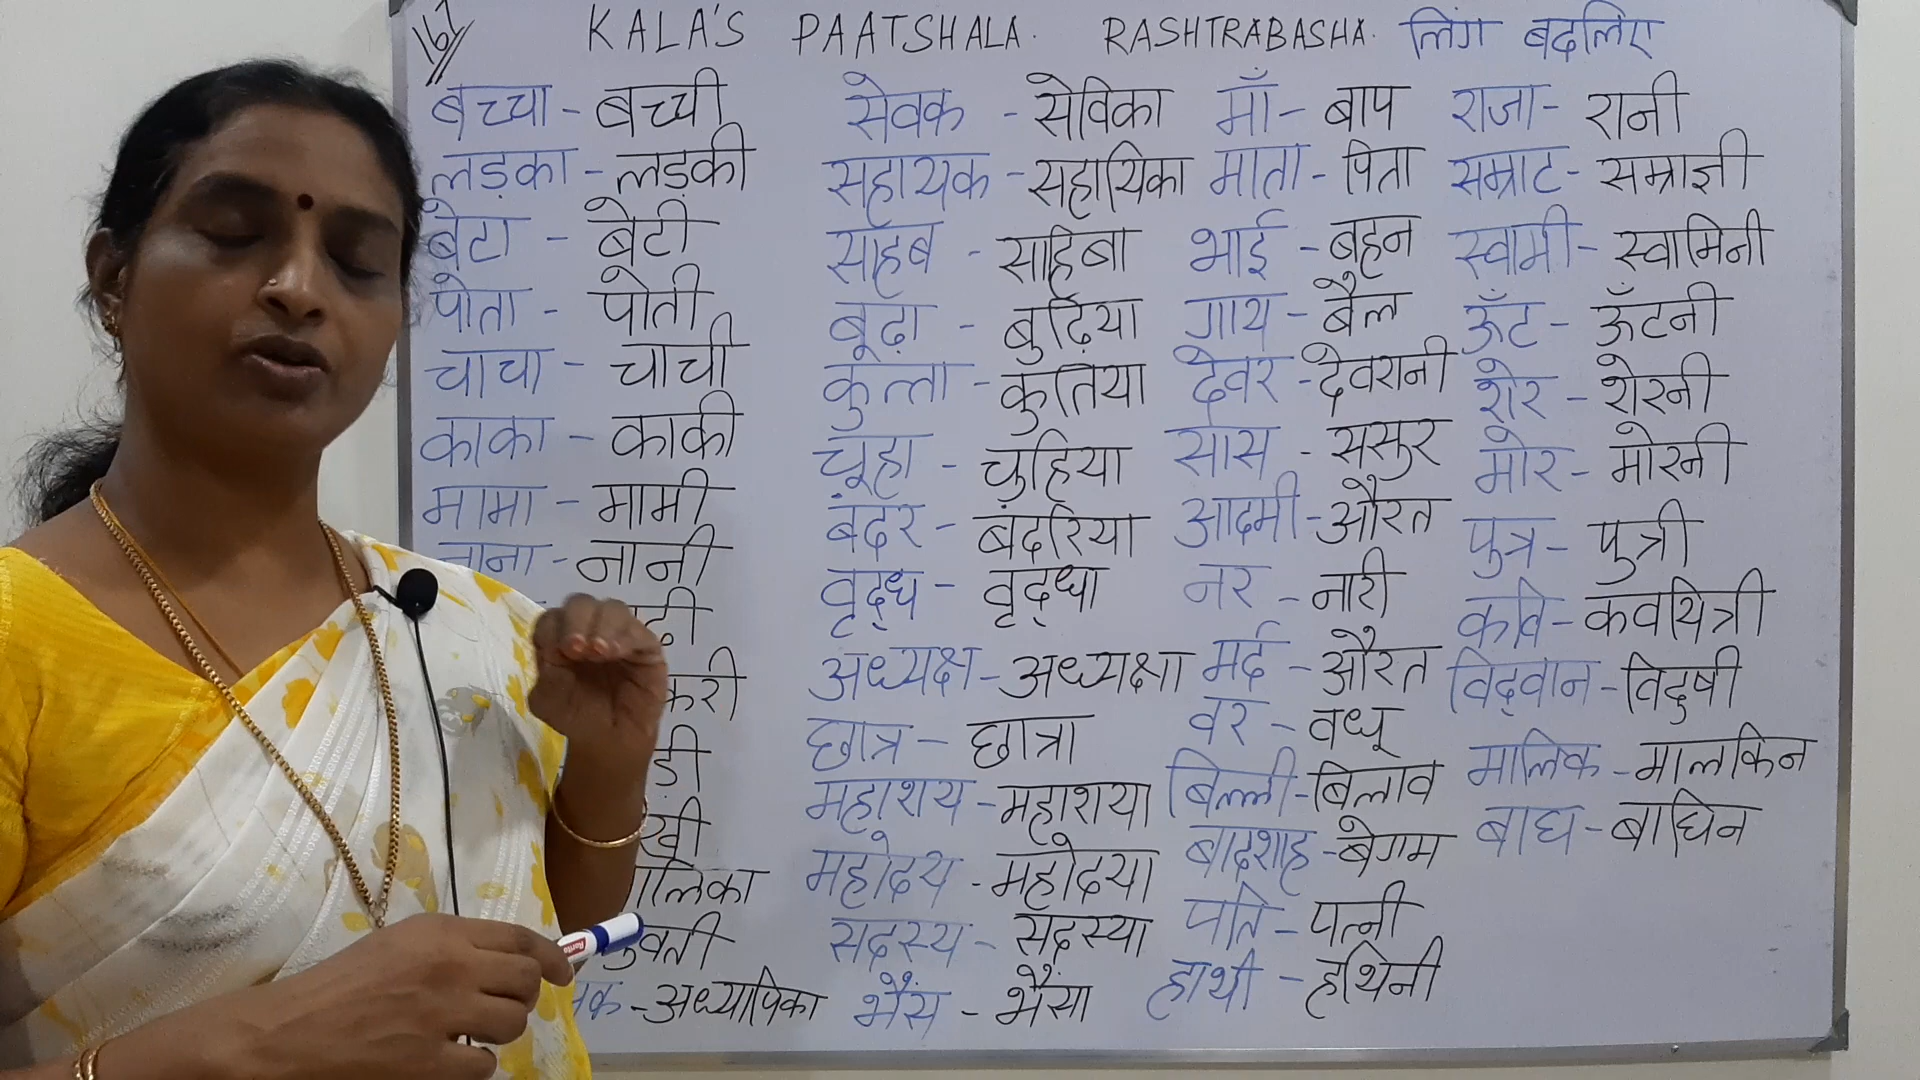 167 KALA'S PAATSHALA. RASHTRABASHA. लिंग बदलिए
बच्चा - बच्ची
लड़का - लड़की
बेटा - बेटी
पोता - पोती
चाचा - चाची
काका - काकी
मामा - मामी
नाना - नानी
युवती
अध्यापिका
सेवक - सेविका
सहायक - सहायिका
साहब - साहिबा
बूढ़ा - बुढ़िया
कुत्ता - कुतिया
चूहा - चुहिया
बंदर - बंदरिया
वृद्ध - वृद्धा
अध्यक्ष - अध्यक्षा
छात्र - छात्रा
महाशय - महाशया
महोदय - महोदया
सदस्य - सदस्या
भैंस - भैंसा
माँ - बाप
माता - पिता
भाई - बहन
गाय - बैल
देवर - देवरानी
सास - ससुर
आदमी - औरत
नर - नारी
मर्द - औरत
वर - वधू
बिल्ली - बिलाव
बादशाह - बेगम
पति - पत्नी
हाथी - हथिनी
राजा - रानी
सम्राट - सम्राज्ञी
स्वामी - स्वामिनी
ऊँट - ऊँटनी
शेर - शेरनी
मोर - मोरनी
पुत्र - पुत्री
कवि - कवयित्री
विद्वान - विदुषी
मालिक - मालकिन
बाघ - बाघिन